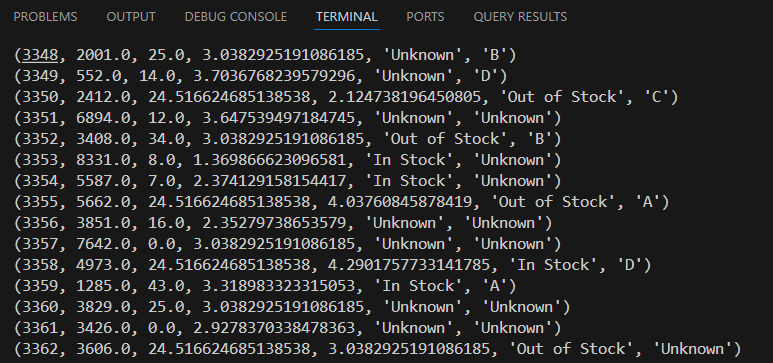 PROBLEMS OUTPUT DEBUG CONSOLE TERMINAL PORTS QUERY RESULTS
(3348, 2001.0, 25.0, 3.0382925191086185, 'Unknown', 'B')
(3349, 552.0, 14.0, 3.7036768239579296, 'Unknown', 'D')
(3350, 2412.0, 24.516624685138538, 2.124738196450805, 'Out of Stock', 'C')
(3351, 6894.0, 12.0, 3.647539497184745, 'Unknown', 'Unknown')
(3352, 3408.0, 34.0, 3.0382925191086185, 'Out of Stock', 'B')
(3353, 8331.0, 8.0, 1.369866623096581, 'In Stock', 'Unknown')
(3354, 5587.0, 7.0, 2.374129158154417, 'In Stock', 'Unknown')
(3355, 5662.0, 24.516624685138538, 4.03760845878419, 'Out of Stock', 'A')
(3356, 3851.0, 16.0, 2.35279738653579, 'Unknown', 'Unknown')
(3357, 7642.0, 0.0, 3.0382925191086185, 'Unknown', 'Unknown')
(3358, 4973.0, 24.516624685138538, 4.2901757733141785, 'In Stock', 'D')
(3359, 1285.0, 43.0, 3.318983323315053, 'In Stock', 'A')
(3360, 3829.0, 25.0, 3.0382925191086185, 'Unknown', 'Unknown')
(3361, 3426.0, 0.0, 2.9278370338478363, 'Unknown', 'Unknown')
(3362, 3606.0, 24.516624685138538, 3.0382925191086185, 'Out of Stock', 'Unknown')